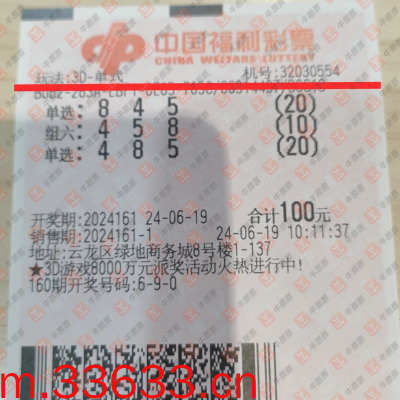 中国福利彩票
CHINA WELFARE LOTTERY
玩法:3D-单式 机号:32030554
单选: 8 4 5 (20)
组六: 4 5 8 (10)
单选: 4 8 5 (20)
开奖期:2024161 24-06-19 合计100元
销售期:2024161-1 24-06-19 10:11:37
地址:云龙区绿地商务城8号楼1-137
★3D游戏8000万元派奖活动火热进行中!
160期开奖号码:6-9-0
m.33633.cn